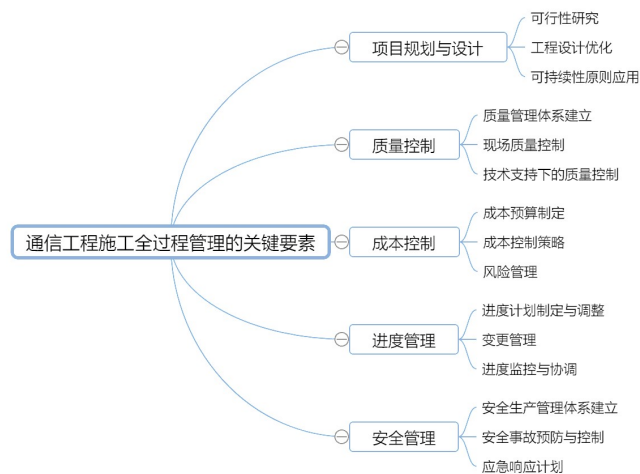 通信工程施工全过程管理的关键要素
项目规划与设计
可行性研究
工程设计优化
可持续性原则应用
质量控制
质量管理体系建立
现场质量控制
技术支持下的质量控制
成本控制
成本预算制定
成本控制策略
风险管理
进度管理
进度计划制定与调整
变更管理
进度监控与协调
安全管理
安全生产管理体系建立
安全事故预防与控制
应急响应计划